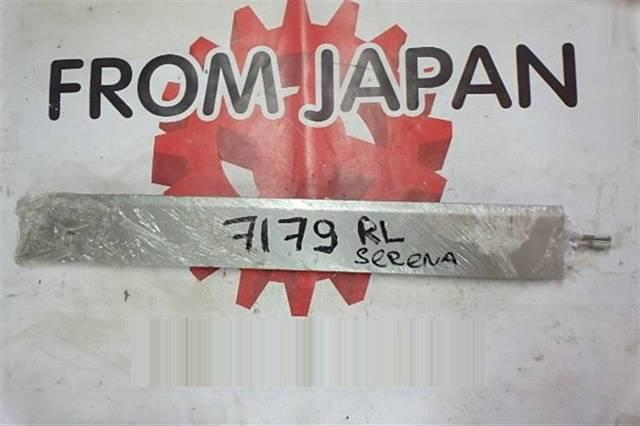 FROM JAPAN
7179 RL
SERENA